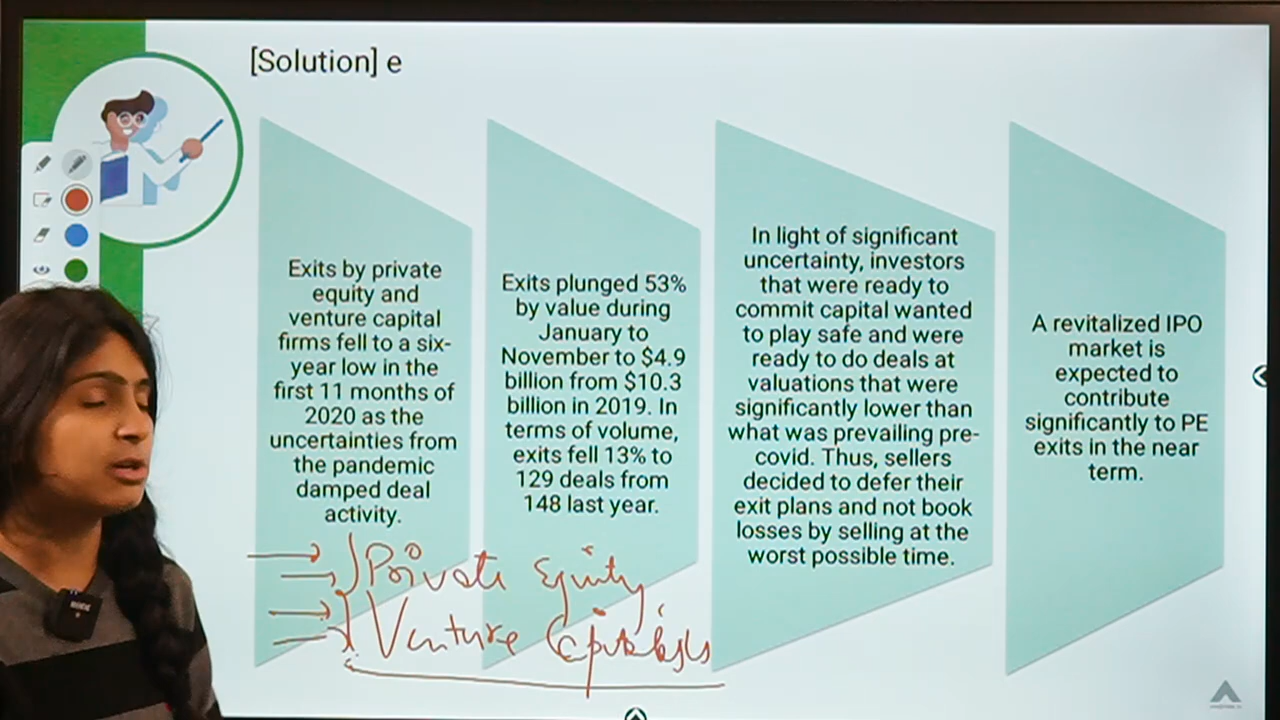 [Solution] e
Exits by private
equity and
venture capital
firms fell to a six-
year low in the
first 11 months of
2020 as the
uncertainties from
the pandemic
damped deal
activity.
Exits plunged 53%
by value during
January to
November to $4.9
billion from $10.3
billion in 2019. In
terms of volume,
exits fell 13% to
129 deals from
148 last year.
In light of significant
uncertainty, investors
that were ready to
commit capital wanted
to play safe and were
ready to do deals at
valuations that were
significantly lower than
what was prevailing pre-
covid. Thus, sellers
decided to defer their
exit plans and not book
losses by selling at the
worst possible time.
A revitalized IPO
market is
expected to
contribute
significantly to PE
exits in the near
term.
Private Equity
Venture Capitalists